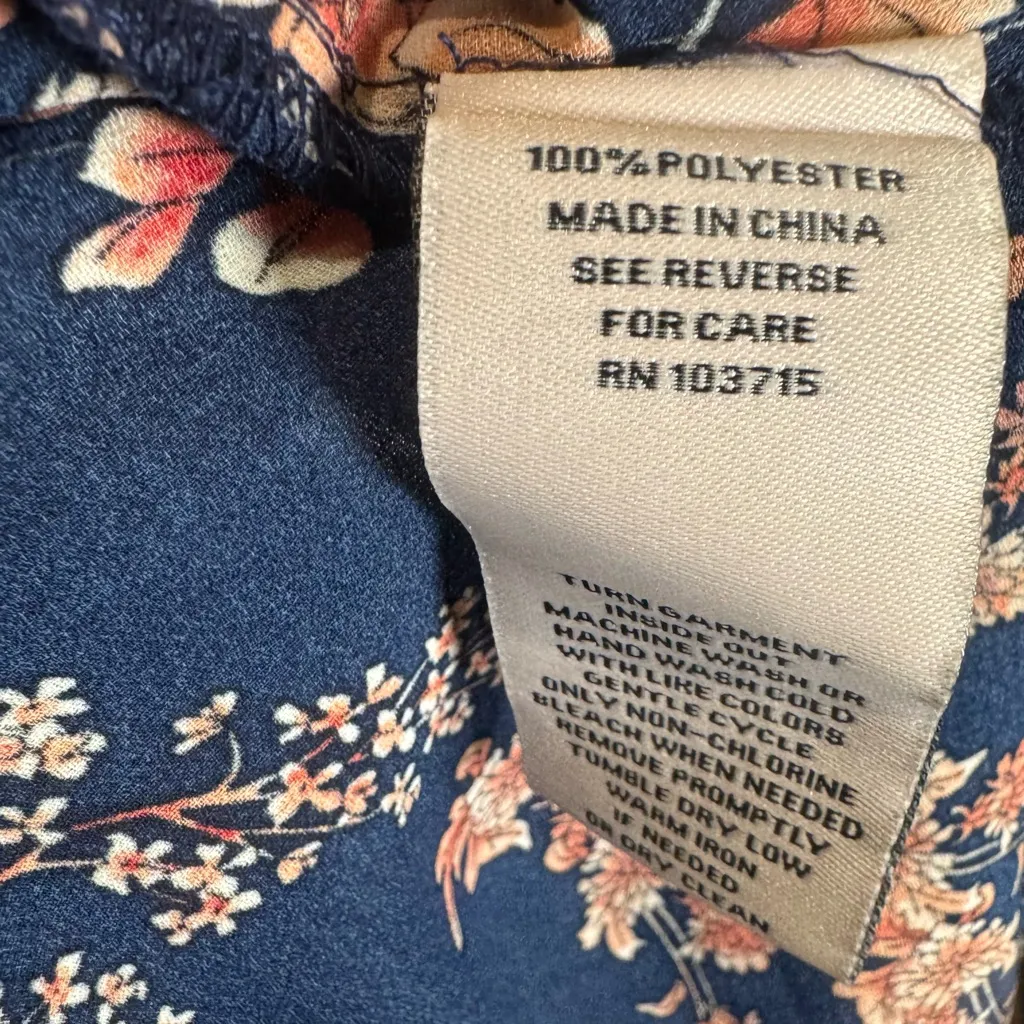 100% POLYESTER
MADE IN CHINA
SEE REVERSE
FOR CARE
RN 103715
TURN GARMENT
INSIDE OUT
MACHINE WASH OR
HAND WASH COLD
WITH LIKE COLORS
GENTLE CYCLE
ONLY NON-CHLORINE
BLEACH WHEN NEEDED
REMOVE PROMPTLY
TUMBLE DRY LOW
WARM IRON
IF NEEDED
OR DRY CLEAN